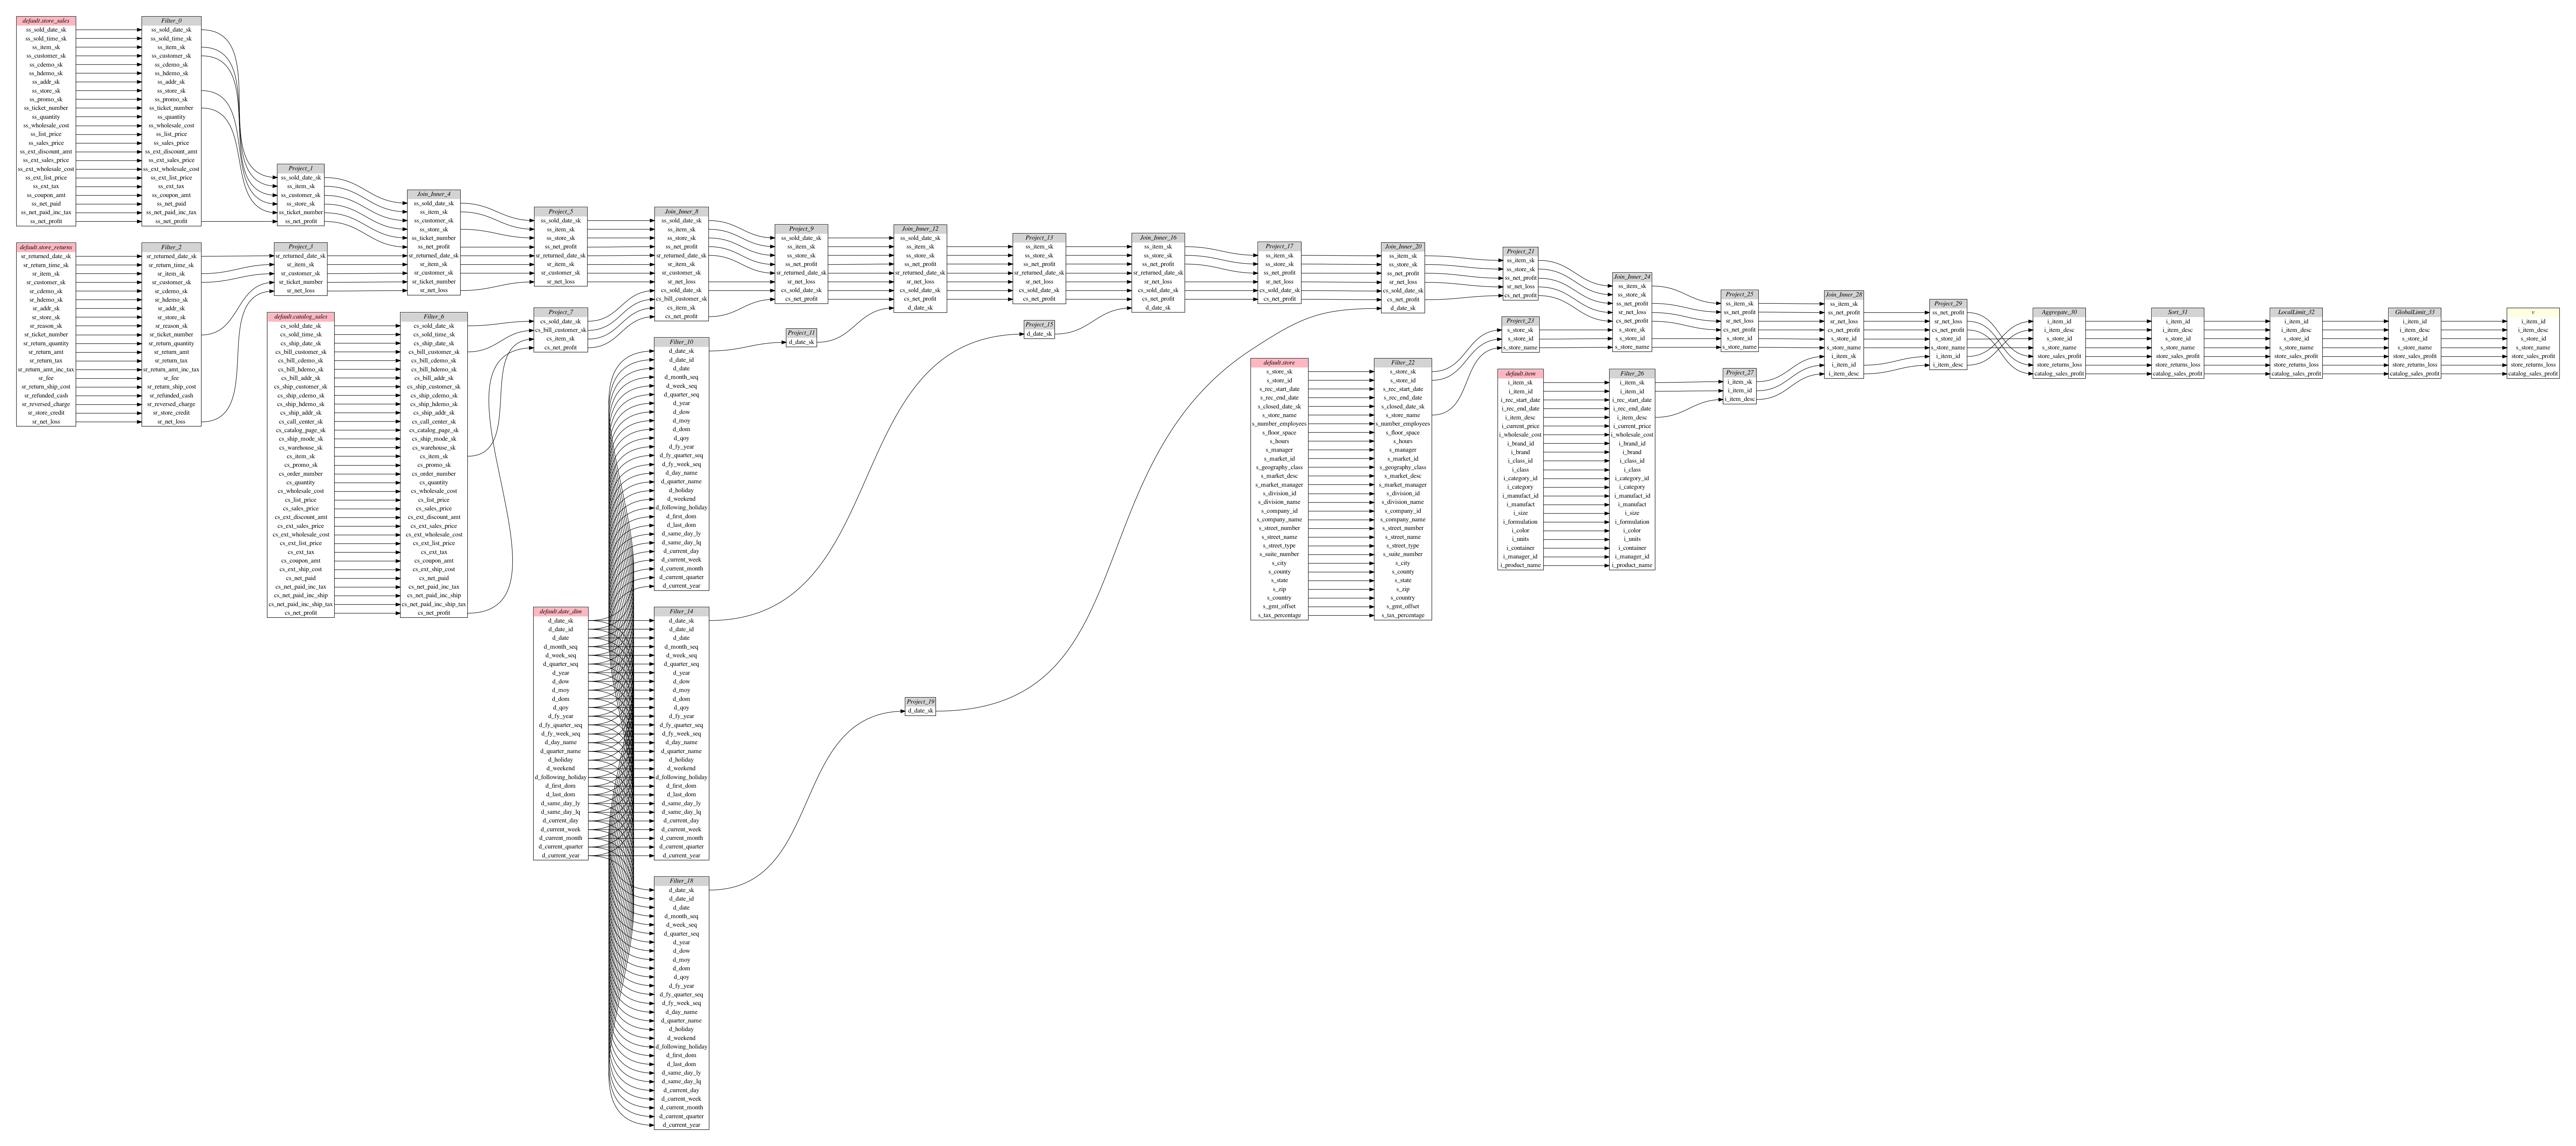 default.store_sales
ss_sold_date_sk
ss_sold_time_sk
ss_item_sk
ss_customer_sk
ss_cdemo_sk
ss_hdemo_sk
ss_addr_sk
ss_store_sk
ss_promo_sk
ss_ticket_number
ss_quantity
ss_wholesale_cost
ss_list_price
ss_sales_price
ss_ext_discount_amt
ss_ext_sales_price
ss_ext_wholesale_cost
ss_ext_list_price
ss_ext_tax
ss_coupon_amt
ss_net_paid
ss_net_paid_inc_tax
ss_net_profit
Filter_0
ss_sold_date_sk
ss_sold_time_sk
ss_item_sk
ss_customer_sk
ss_cdemo_sk
ss_hdemo_sk
ss_addr_sk
ss_store_sk
ss_promo_sk
ss_ticket_number
ss_quantity
ss_wholesale_cost
ss_list_price
ss_sales_price
ss_ext_discount_amt
ss_ext_sales_price
ss_ext_wholesale_cost
ss_ext_list_price
ss_ext_tax
ss_coupon_amt
ss_net_paid
ss_net_paid_inc_tax
ss_net_profit
default.store_returns
sr_returned_date_sk
sr_return_time_sk
sr_item_sk
sr_customer_sk
sr_cdemo_sk
sr_hdemo_sk
sr_addr_sk
sr_store_sk
sr_reason_sk
sr_ticket_number
sr_return_quantity
sr_return_amt
sr_return_tax
sr_return_amt_inc_tax
sr_fee
sr_return_ship_cost
sr_refunded_cash
sr_reversed_charge
sr_store_credit
sr_net_loss
Filter_2
sr_returned_date_sk
sr_return_time_sk
sr_item_sk
sr_customer_sk
sr_cdemo_sk
sr_hdemo_sk
sr_addr_sk
sr_store_sk
sr_reason_sk
sr_ticket_number
sr_return_quantity
sr_return_amt
sr_return_tax
sr_return_amt_inc_tax
sr_fee
sr_return_ship_cost
sr_refunded_cash
sr_reversed_charge
sr_store_credit
sr_net_loss
Project_1
ss_sold_date_sk
ss_item_sk
ss_customer_sk
ss_store_sk
ss_ticket_number
ss_net_profit
Project_3
sr_returned_date_sk
sr_item_sk
sr_customer_sk
sr_ticket_number
sr_net_loss
default.catalog_sales
cs_sold_date_sk
cs_sold_time_sk
cs_ship_date_sk
cs_bill_customer_sk
cs_bill_cdemo_sk
cs_bill_hdemo_sk
cs_bill_addr_sk
cs_ship_customer_sk
cs_ship_cdemo_sk
cs_ship_hdemo_sk
cs_ship_addr_sk
cs_call_center_sk
cs_catalog_page_sk
cs_ship_mode_sk
cs_warehouse_sk
cs_item_sk
cs_promo_sk
cs_order_number
cs_quantity
cs_wholesale_cost
cs_list_price
cs_sales_price
cs_ext_discount_amt
cs_ext_sales_price
cs_ext_wholesale_cost
cs_ext_list_price
cs_ext_tax
cs_coupon_amt
cs_ext_ship_cost
cs_net_paid
cs_net_paid_inc_tax
cs_net_paid_inc_ship
cs_net_paid_inc_ship_tax
cs_net_profit
Join_Inner_4
ss_sold_date_sk
ss_item_sk
ss_customer_sk
ss_store_sk
ss_ticket_number
ss_net_profit
sr_returned_date_sk
sr_item_sk
sr_customer_sk
sr_ticket_number
sr_net_loss
Filter_6
cs_sold_date_sk
cs_sold_time_sk
cs_ship_date_sk
cs_bill_customer_sk
cs_bill_cdemo_sk
cs_bill_hdemo_sk
cs_bill_addr_sk
cs_ship_customer_sk
cs_ship_cdemo_sk
cs_ship_hdemo_sk
cs_ship_addr_sk
cs_call_center_sk
cs_catalog_page_sk
cs_ship_mode_sk
cs_warehouse_sk
cs_item_sk
cs_promo_sk
cs_order_number
cs_quantity
cs_wholesale_cost
cs_list_price
cs_sales_price
cs_ext_discount_amt
cs_ext_sales_price
cs_ext_wholesale_cost
cs_ext_list_price
cs_ext_tax
cs_coupon_amt
cs_ext_ship_cost
cs_net_paid
cs_net_paid_inc_tax
cs_net_paid_inc_ship
cs_net_paid_inc_ship_tax
cs_net_profit
Project_5
ss_sold_date_sk
ss_item_sk
ss_store_sk
ss_net_profit
sr_returned_date_sk
sr_item_sk
sr_customer_sk
sr_net_loss
Project_7
cs_sold_date_sk
cs_bill_customer_sk
cs_item_sk
cs_net_profit
default.date_dim
d_date_sk
d_date_id
d_date
d_month_seq
d_week_seq
d_quarter_seq
d_year
d_dow
d_moy
d_dom
d_qoy
d_fy_year
d_fy_quarter_seq
d_fy_week_seq
d_day_name
d_quarter_name
d_holiday
d_weekend
d_following_holiday
d_first_dom
d_last_dom
d_same_day_ly
d_same_day_lq
d_current_day
d_current_week
d_current_month
d_current_quarter
d_current_year
Join_Inner_8
ss_sold_date_sk
ss_item_sk
ss_store_sk
ss_net_profit
sr_returned_date_sk
sr_item_sk
sr_customer_sk
sr_net_loss
cs_sold_date_sk
cs_bill_customer_sk
cs_item_sk
cs_net_profit
Filter_10
d_date_sk
d_date_id
d_date
d_month_seq
d_week_seq
d_quarter_seq
d_year
d_dow
d_moy
d_dom
d_qoy
d_fy_year
d_fy_quarter_seq
d_fy_week_seq
d_day_name
d_quarter_name
d_holiday
d_weekend
d_following_holiday
d_first_dom
d_last_dom
d_same_day_ly
d_same_day_lq
d_current_day
d_current_week
d_current_month
d_current_quarter
d_current_year
Filter_14
d_date_sk
d_date_id
d_date
d_month_seq
d_week_seq
d_quarter_seq
d_year
d_dow
d_moy
d_dom
d_qoy
d_fy_year
d_fy_quarter_seq
d_fy_week_seq
d_day_name
d_quarter_name
d_holiday
d_weekend
d_following_holiday
d_first_dom
d_last_dom
d_same_day_ly
d_same_day_lq
d_current_day
d_current_week
d_current_month
d_current_quarter
d_current_year
Filter_18
d_date_sk
d_date_id
d_date
d_month_seq
d_week_seq
d_quarter_seq
d_year
d_dow
d_moy
d_dom
d_qoy
d_fy_year
d_fy_quarter_seq
d_fy_week_seq
d_day_name
d_quarter_name
d_holiday
d_weekend
d_following_holiday
d_first_dom
d_last_dom
d_same_day_ly
d_same_day_lq
d_current_day
d_current_week
d_current_month
d_current_quarter
d_current_year
Project_9
ss_sold_date_sk
ss_item_sk
ss_store_sk
ss_net_profit
sr_returned_date_sk
sr_net_loss
cs_sold_date_sk
cs_net_profit
Project_11
d_date_sk
Join_Inner_12
ss_sold_date_sk
ss_item_sk
ss_store_sk
ss_net_profit
sr_returned_date_sk
sr_net_loss
cs_sold_date_sk
cs_net_profit
d_date_sk
Project_19
d_date_sk
Project_13
ss_item_sk
ss_store_sk
ss_net_profit
sr_returned_date_sk
sr_net_loss
cs_sold_date_sk
cs_net_profit
Project_15
d_date_sk
Join_Inner_16
ss_item_sk
ss_store_sk
ss_net_profit
sr_returned_date_sk
sr_net_loss
cs_sold_date_sk
cs_net_profit
d_date_sk
Project_17
ss_item_sk
ss_store_sk
ss_net_profit
sr_net_loss
cs_sold_date_sk
cs_net_profit
default.store
s_store_sk
s_store_id
s_rec_start_date
s_rec_end_date
s_closed_date_sk
s_store_name
s_number_employees
s_floor_space
s_hours
s_manager
s_market_id
s_geography_class
s_market_desc
s_market_manager
s_division_id
s_division_name
s_company_id
s_company_name
s_street_number
s_street_name
s_street_type
s_suite_number
s_city
s_county
s_state
s_zip
s_country
s_gmt_offset
s_tax_percentage
Join_Inner_20
ss_item_sk
ss_store_sk
ss_net_profit
sr_net_loss
cs_sold_date_sk
cs_net_profit
d_date_sk
Filter_22
s_store_sk
s_store_id
s_rec_start_date
s_rec_end_date
s_closed_date_sk
s_store_name
s_number_employees
s_floor_space
s_hours
s_manager
s_market_id
s_geography_class
s_market_desc
s_market_manager
s_division_id
s_division_name
s_company_id
s_company_name
s_street_number
s_street_name
s_street_type
s_suite_number
s_city
s_county
s_state
s_zip
s_country
s_gmt_offset
s_tax_percentage
Project_21
ss_item_sk
ss_store_sk
ss_net_profit
sr_net_loss
cs_net_profit
Project_23
s_store_sk
s_store_id
s_store_name
default.item
i_item_sk
i_item_id
i_rec_start_date
i_rec_end_date
i_item_desc
i_current_price
i_wholesale_cost
i_brand_id
i_brand
i_class_id
i_class
i_category_id
i_category
i_manufact_id
i_manufact
i_size
i_formulation
i_color
i_units
i_container
i_manager_id
i_product_name
Join_Inner_24
ss_item_sk
ss_store_sk
ss_net_profit
sr_net_loss
cs_net_profit
s_store_sk
s_store_id
s_store_name
Filter_26
i_item_sk
i_item_id
i_rec_start_date
i_rec_end_date
i_item_desc
i_current_price
i_wholesale_cost
i_brand_id
i_brand
i_class_id
i_class
i_category_id
i_category
i_manufact_id
i_manufact
i_size
i_formulation
i_color
i_units
i_container
i_manager_id
i_product_name
Project_25
ss_item_sk
ss_net_profit
sr_net_loss
cs_net_profit
s_store_id
s_store_name
Project_27
i_item_sk
i_item_id
i_item_desc
Join_Inner_28
ss_item_sk
ss_net_profit
sr_net_loss
cs_net_profit
s_store_id
s_store_name
i_item_sk
i_item_id
i_item_desc
Project_29
ss_net_profit
sr_net_loss
cs_net_profit
s_store_id
s_store_name
i_item_id
i_item_desc
Aggregate_30
i_item_id
i_item_desc
s_store_id
s_store_name
store_sales_profit
store_returns_loss
catalog_sales_profit
Sort_31
i_item_id
i_item_desc
s_store_id
s_store_name
store_sales_profit
store_returns_loss
catalog_sales_profit
LocalLimit_32
i_item_id
i_item_desc
s_store_id
s_store_name
store_sales_profit
store_returns_loss
catalog_sales_profit
GlobalLimit_33
i_item_id
i_item_desc
s_store_id
s_store_name
store_sales_profit
store_returns_loss
catalog_sales_profit
v
i_item_id
i_item_desc
s_store_id
s_store_name
store_sales_profit
store_returns_loss
catalog_sales_profit